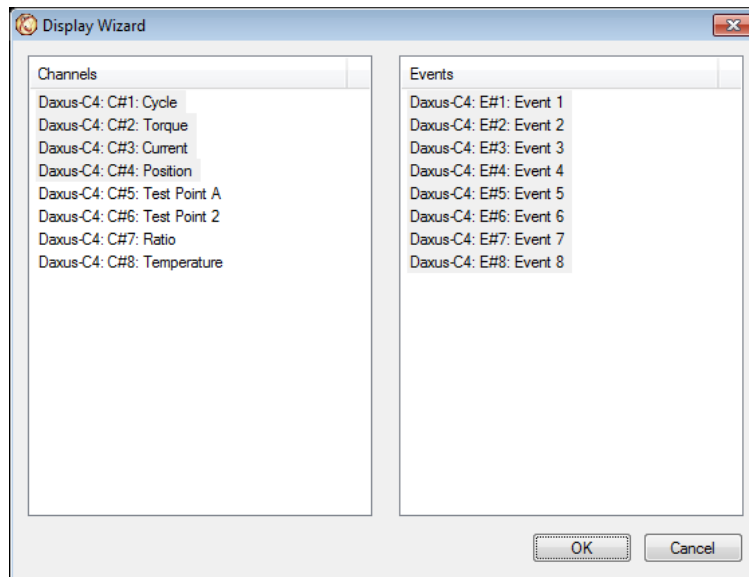 Display Wizard
Channels
Daxus-C4: C#1: Cycle
Daxus-C4: C#2: Torque
Daxus-C4: C#3: Current
Daxus-C4: C#4: Position
Daxus-C4: C#5: Test Point A
Daxus-C4: C#6: Test Point 2
Daxus-C4: C#7: Ratio
Daxus-C4: C#8: Temperature
Events
Daxus-C4: E#1: Event 1
Daxus-C4: E#2: Event 2
Daxus-C4: E#3: Event 3
Daxus-C4: E#4: Event 4
Daxus-C4: E#5: Event 5
Daxus-C4: E#6: Event 6
Daxus-C4: E#7: Event 7
Daxus-C4: E#8: Event 8
OK
Cancel